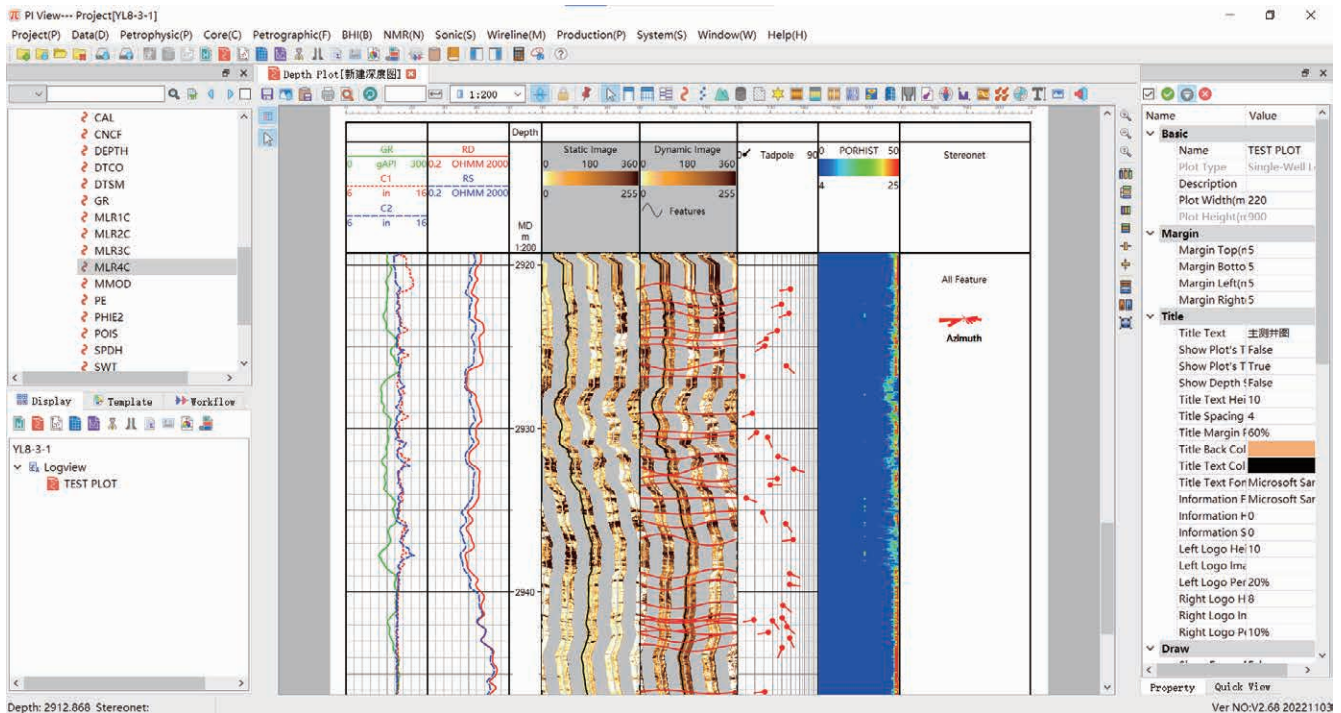 PI View--- Project[YL8-3-1]
Project(P) Data(D) Petrophysic(P) Core(C) Petrographic(F) BHI(B) NMR(N) Sonic(S) Wireline(M) Production(P) System(S) Window(W) Help(H)
Depth Plot[新建深度图]
1:200
CAL
CNCF
DEPTH
DTCO
DTSM
GR
MLR1C
MLR2C
MLR3C
MLR4C
MMOD
PE
PHIE2
POIS
SPDH
SWT
Display Template Workflow
YL8-3-1
Logview
TEST PLOT
Depth
GR
0 gAPI 300
C1
6 in 16
C2
6 in 16
RD
0.2 OHMM 2000
RS
0.2 OHMM 2000
MD
m
1:200
Static Image
0 180 360
0 255
Dynamic Image
0 180 360
0 255
Features
0 Tadpole 90
0 PORHIST 50
4 25
Stereonet
2920
2930
2940
All Feature
Azimuth
Name Value
Basic
Name TEST PLOT
Plot Type Single-Well L
Description
Plot Width(m 220
Plot Height(m 900
Margin
Margin Top(n 5
Margin Botto 5
Margin Left(n 5
Margin Right( 5
Title
Title Text 主测井图
Show Plot's T False
Show Plot's T True
Show Depth S False
Title Text Hei 10
Title Spacing 4
Title Margin P 60%
Title Back Col
Title Text Col
Title Text For Microsoft Sar
Information F Microsoft Sar
Information H 0
Information S 0
Left Logo Hei 10
Left Logo Ima
Left Logo Per 20%
Right Logo H 8
Right Logo In
Right Logo Pe 10%
Draw
Property Quick View
Depth: 2912.868 Stereonet:
Ver NO:V2.68 20221103